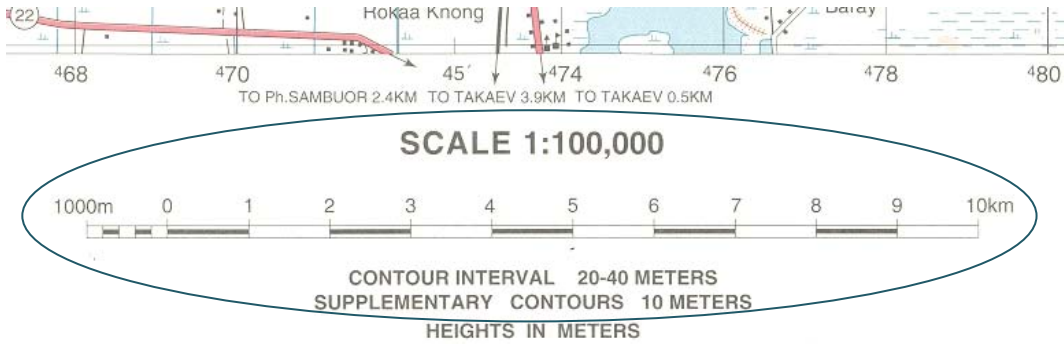 22
Rokaa Knong
Baray
468 470 45′ 474 476 478 480
TO Ph.SAMBUOR 2.4KM TO TAKAEV 3.9KM TO TAKAEV 0.5KM
SCALE 1:100,000
1000m 0 1 2 3 4 5 6 7 8 9 10km
CONTOUR INTERVAL 20-40 METERS
SUPPLEMENTARY CONTOURS 10 METERS
HEIGHTS IN METERS